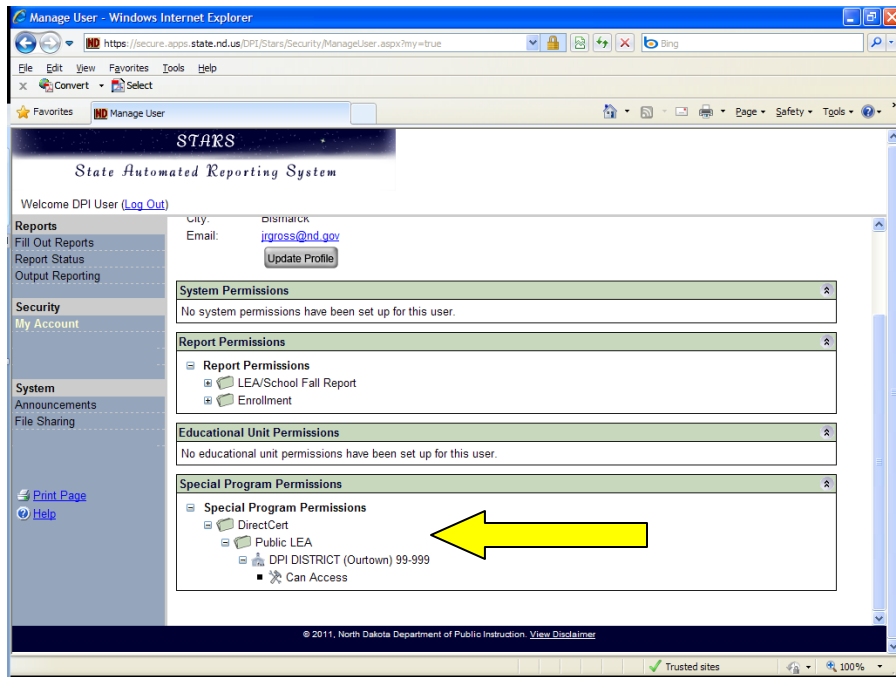 Manage User - Windows Internet Explorer
https://secure.apps.state.nd.us/DPI/Stars/Security/ManageUser.aspx?my=true
Bing
File Edit View Favorites Tools Help
x Convert Select
Favorites ND Manage User Page Safety Tools
STARS
State Automated Reporting System
Welcome DPI User (Log Out)
Reports
Fill Out Reports
Report Status
Output Reporting
Security
My Account
System
Announcements
File Sharing
Print Page
Help
City: Bismarck
Email: jrgross@nd.gov
Update Profile
System Permissions
No system permissions have been set up for this user.
Report Permissions
Report Permissions
LEA/School Fall Report
Enrollment
Educational Unit Permissions
No educational unit permissions have been set up for this user.
Special Program Permissions
Special Program Permissions
DirectCert
Public LEA
DPI DISTRICT (Ourtown) 99-999
Can Access
© 2011, North Dakota Department of Public Instruction. View Disclaimer
Trusted sites 100%